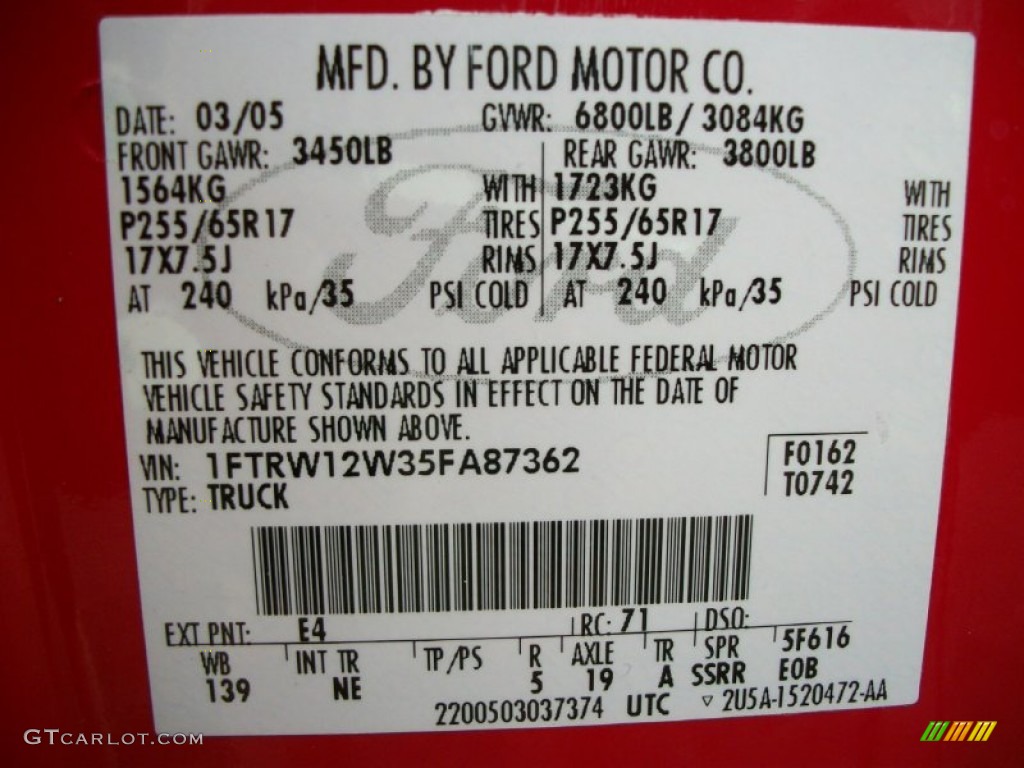 MFD. BY FORD MOTOR CO.
DATE: 03/05 GVWR: 6800LB/ 3084KG
FRONT GAWR: 3450LB REAR GAWR: 3800LB
1564KG WITH 1723KG WITH
P255/65R17 TIRES P255/65R17 TIRES
17X7.5J RIMS 17X7.5J RIMS
AT 240 kPa/35 PSI COLD AT 240 kPa/35 PSI COLD
Ford
THIS VEHICLE CONFORMS TO ALL APPLICABLE FEDERAL MOTOR
VEHICLE SAFETY STANDARDS IN EFFECT ON THE DATE OF
MANUFACTURE SHOWN ABOVE.
VIN: 1FTRW12W35FA87362 F0162
TYPE: TRUCK T0742
EXT PNT: E4 RC: 71 DSO:
WB INT TR TP/PS R AXLE TR SPR 5F616
139 NE 5 19 A SSRR EOB
2200503037374 UTC ▽ 2U5A-1520472-AA
GTCARLOT.COM